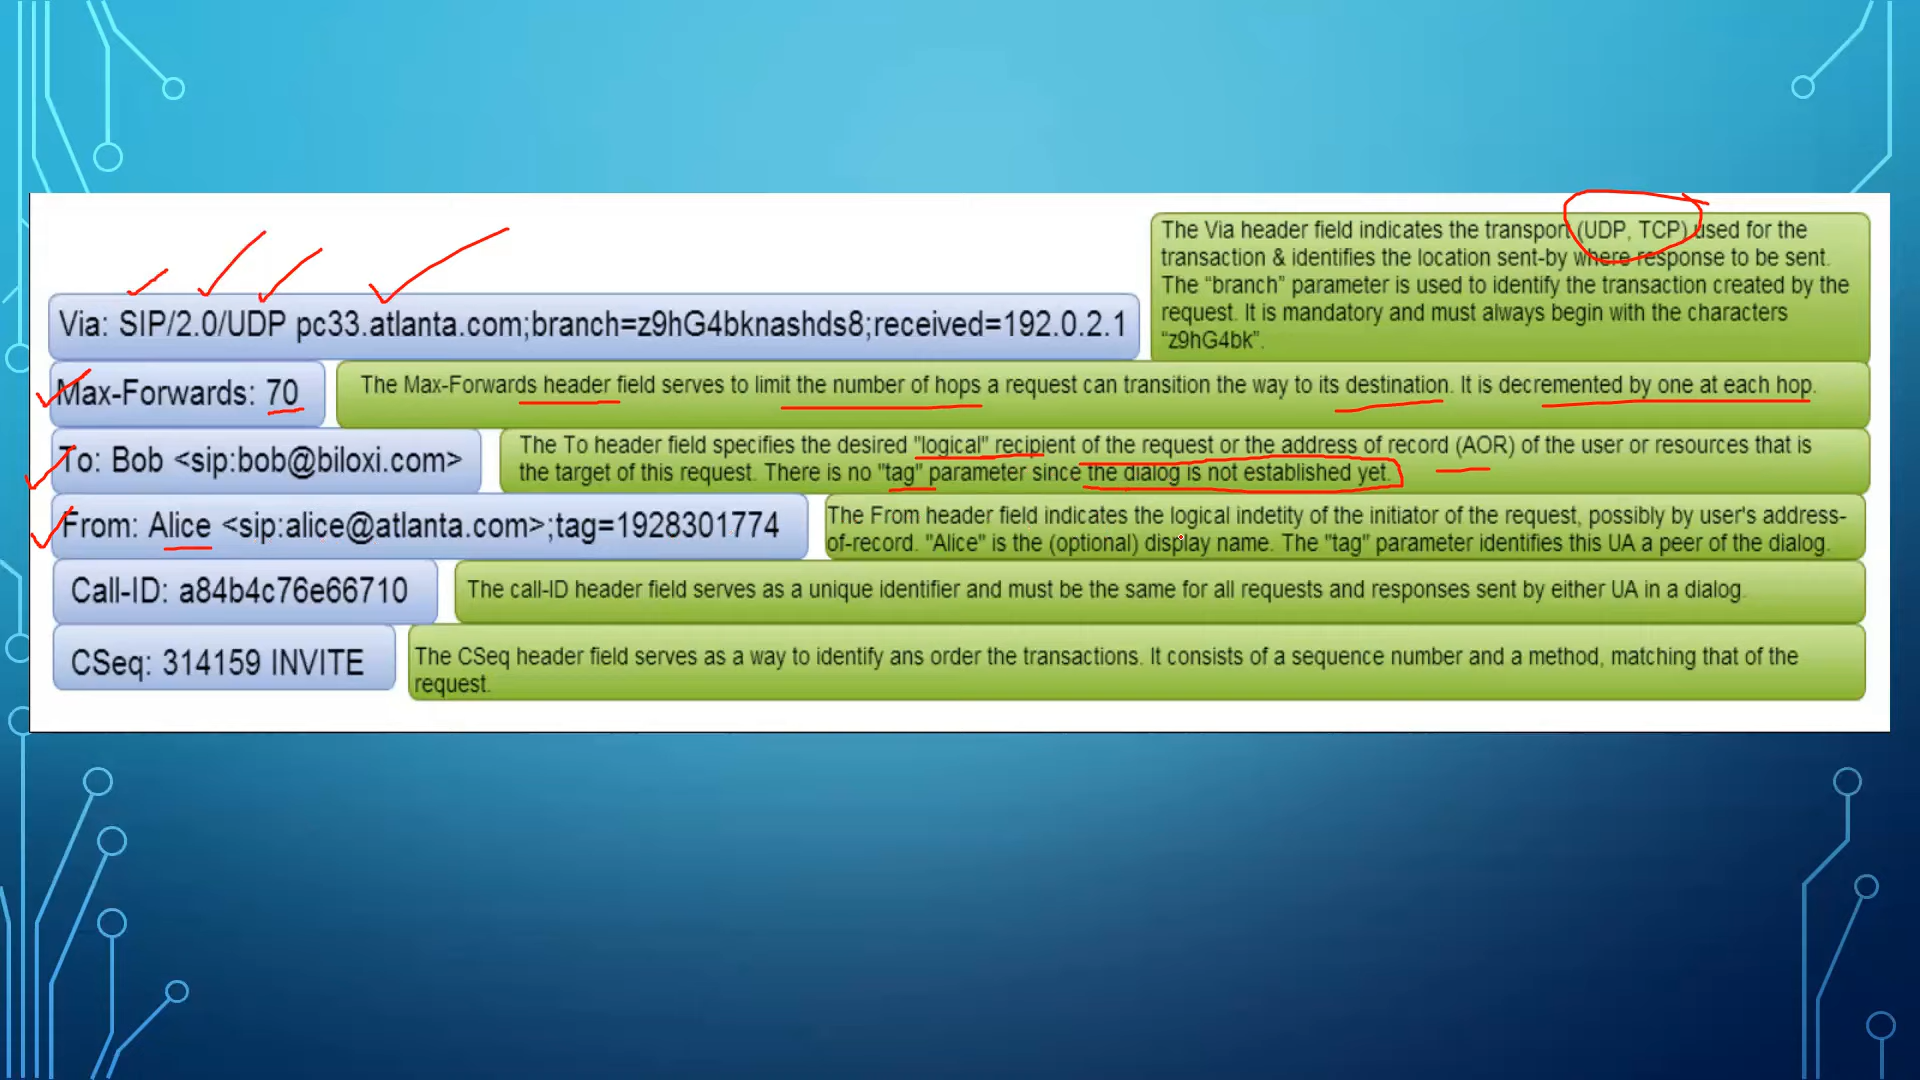 The Via header field indicates the transport (UDP, TCP) used for the
transaction & identifies the location sent-by where response to be sent.
The “branch” parameter is used to identify the transaction created by the
request. It is mandatory and must always begin with the characters
“z9hG4bk”.
Via: SIP/2.0/UDP pc33.atlanta.com;branch=z9hG4bknashds8;received=192.0.2.1
Max-Forwards: 70
The Max-Forwards header field serves to limit the number of hops a request can transition the way to its destination. It is decremented by one at each hop.
To: Bob <sip:bob@biloxi.com>
The To header field specifies the desired "logical" recipient of the request or the address of record (AOR) of the user or resources that is
the target of this request. There is no "tag" parameter since the dialog is not established yet.
From: Alice <sip:alice@atlanta.com>;tag=1928301774
The From header field indicates the logical indetity of the initiator of the request, possibly by user's address-
of-record. "Alice" is the (optional) display name. The "tag" parameter identifies this UA a peer of the dialog.
Call-ID: a84b4c76e66710
The call-ID header field serves as a unique identifier and must be the same for all requests and responses sent by either UA in a dialog.
CSeq: 314159 INVITE
The CSeq header field serves as a way to identify ans order the transactions. It consists of a sequence number and a method, matching that of the
request.